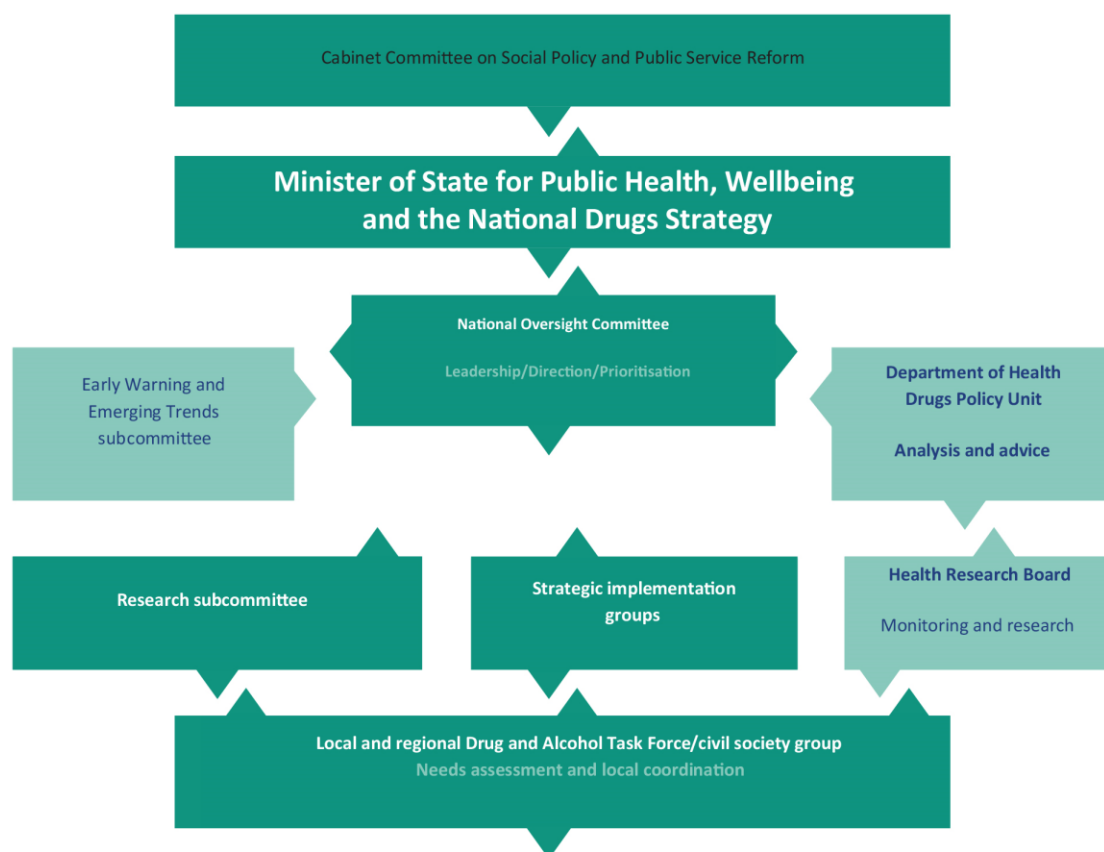 Cabinet Committee on Social Policy and Public Service Reform
Minister of State for Public Health, Wellbeing
and the National Drugs Strategy
National Oversight Committee
Leadership/Direction/Prioritisation
Early Warning and
Emerging Trends
subcommittee
Department of Health
Drugs Policy Unit
Analysis and advice
Research subcommittee
Strategic implementation
groups
Health Research Board
Monitoring and research
Local and regional Drug and Alcohol Task Force/civil society group
Needs assessment and local coordination